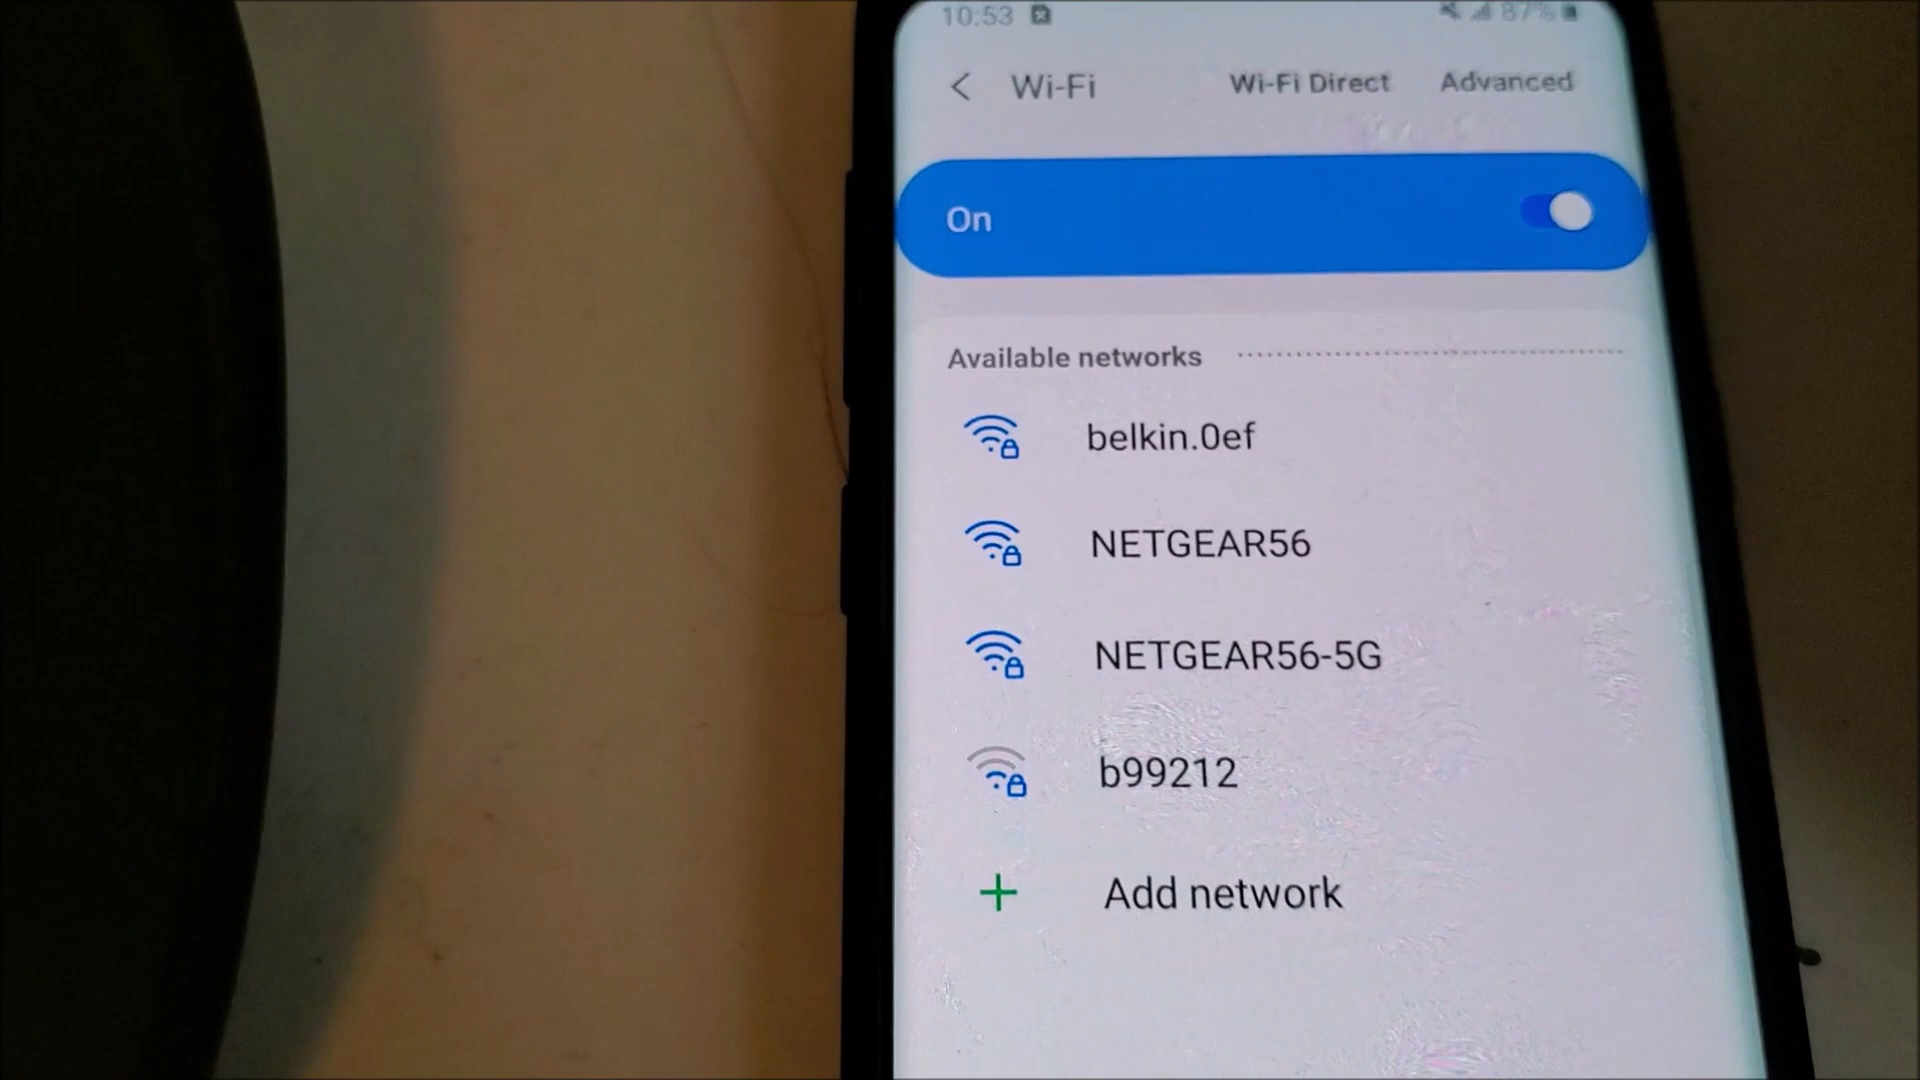 10:53 87%
Wi-Fi Wi-Fi Direct Advanced
On
Available networks
belkin.0ef
NETGEAR56
NETGEAR56-5G
b99212
Add network